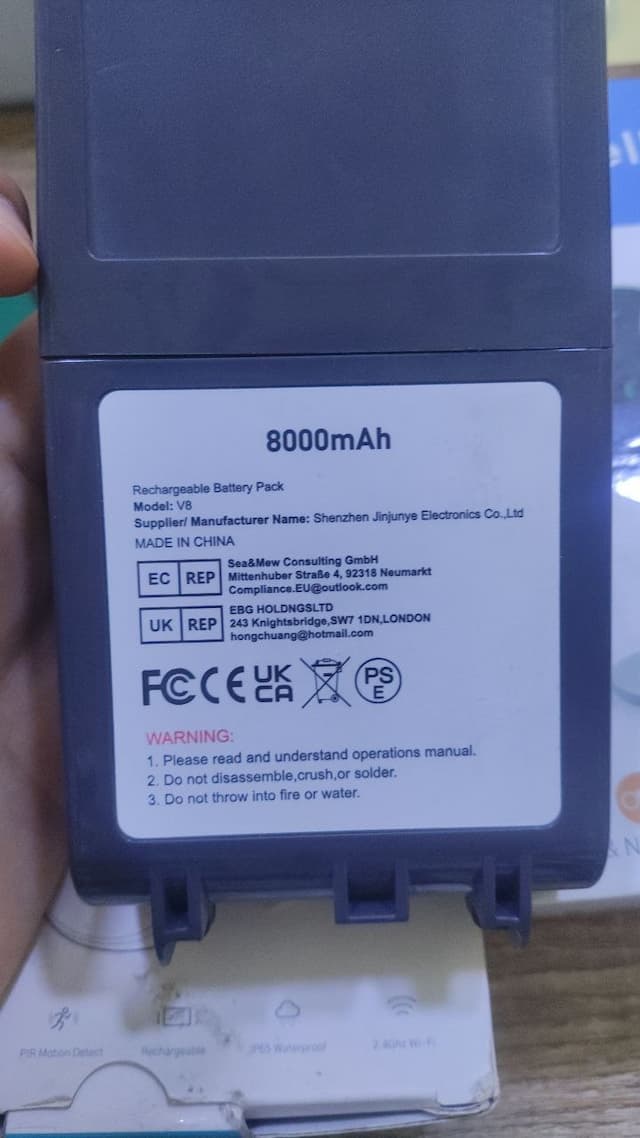 8000mAh
Rechargeable Battery Pack
Model: V8
Supplier/ Manufacturer Name: Shenzhen Jinjunye Electronics Co.,Ltd
MADE IN CHINA
EC REP
Sea&Mew Consulting GmbH
Mittenhuber Straße 4, 92318 Neumarkt
Compliance.EU@outlook.com
UK REP
EBG HOLDNGSLTD
243 Knightsbridge,SW7 1DN,LONDON
hongchuang@hotmail.com
FC CE UK CA PS E
WARNING:
1. Please read and understand operations manual.
2. Do not disassemble,crush,or solder.
3. Do not throw into fire or water.
PIR Motion Detect
Rechargeable
IP65 Waterproof
2.4Ghz Wi-Fi